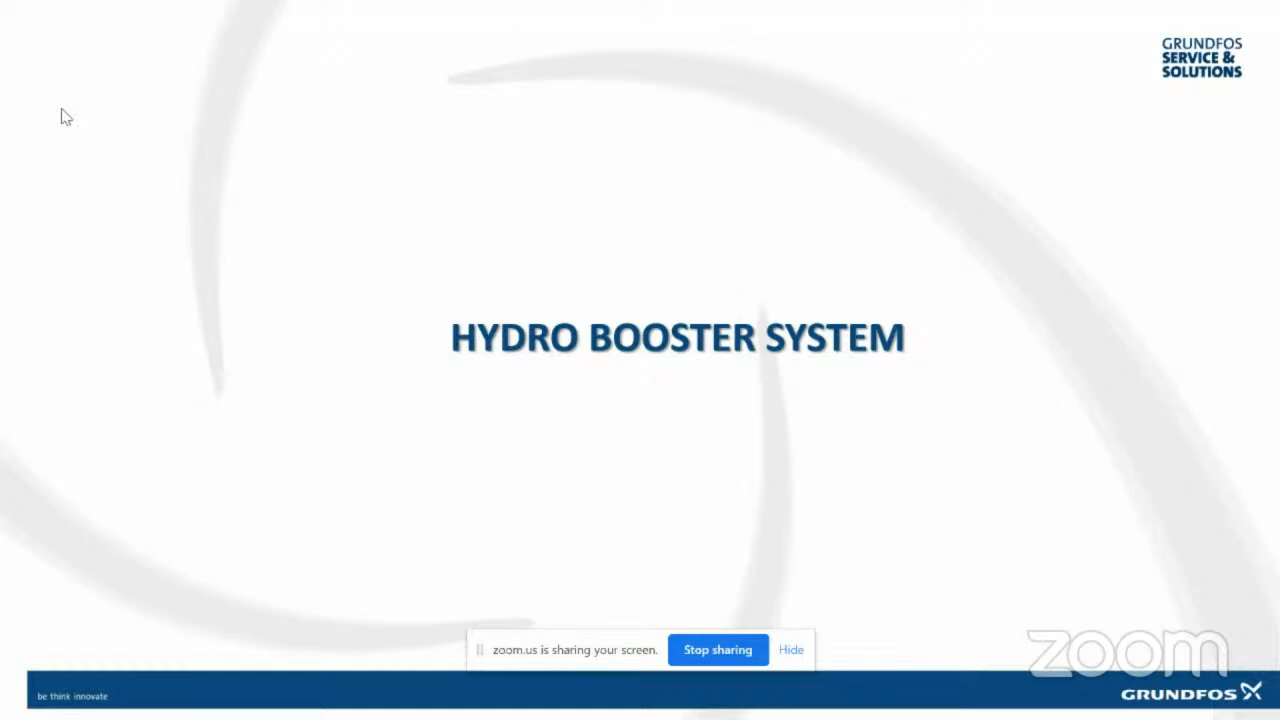 GRUNDFOS
SERVICE &
SOLUTIONS
HYDRO BOOSTER SYSTEM
zoom.us is sharing your screen. Stop sharing Hide
zoom
be think innovate
GRUNDFOS